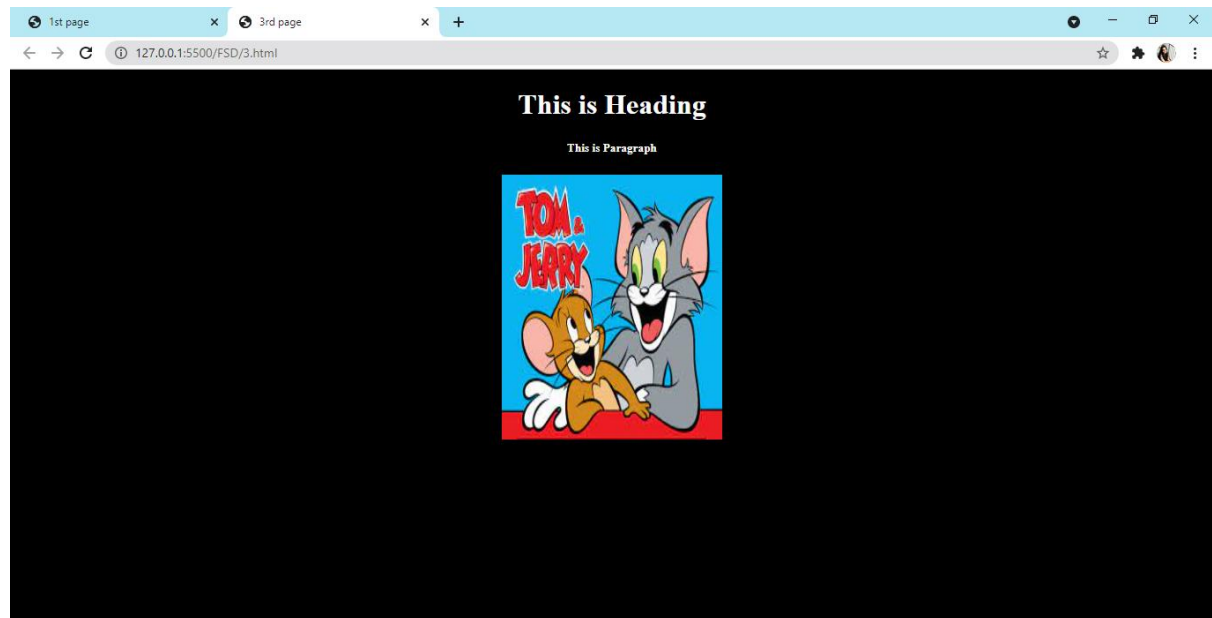 1st page
3rd page
127.0.0.1:5500/FSD/3.html
This is Heading
This is Paragraph
TOM &
JERRY